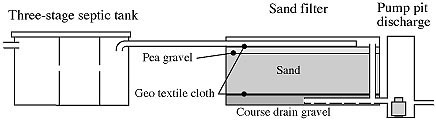 Three-stage septic tank
Sand filter
Pump pit
discharge
Pea gravel
Sand
Geo textile cloth
Course drain gravel